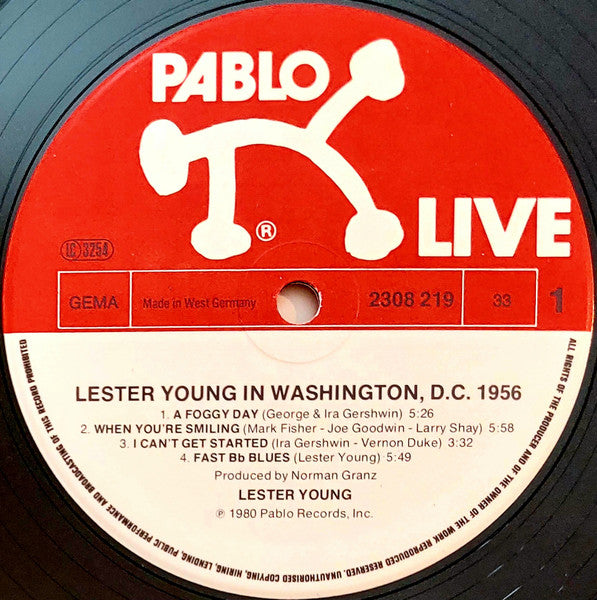 PABLO
LIVE
®
LC 3254
GEMA Made in West Germany 2308 219 33 1
LESTER YOUNG IN WASHINGTON, D.C. 1956
1. A FOGGY DAY (George & Ira Gershwin) 5:26
2. WHEN YOU'RE SMILING (Mark Fisher - Joe Goodwin - Larry Shay) 5:58
3. I CAN'T GET STARTED (Ira Gershwin - Vernon Duke) 3:32
4. FAST Bb BLUES (Lester Young) 5:49
Produced by Norman Granz
LESTER YOUNG
℗ 1980 Pablo Records, Inc.
ALL RIGHTS OF THE PRODUCER AND OF THE OWNER OF THE WORK REPRODUCED RESERVED. UNAUTHORISED COPYING, HIRING, LENDING, PUBLIC PERFORMANCE AND BROADCASTING OF THIS RECORD PROHIBITED